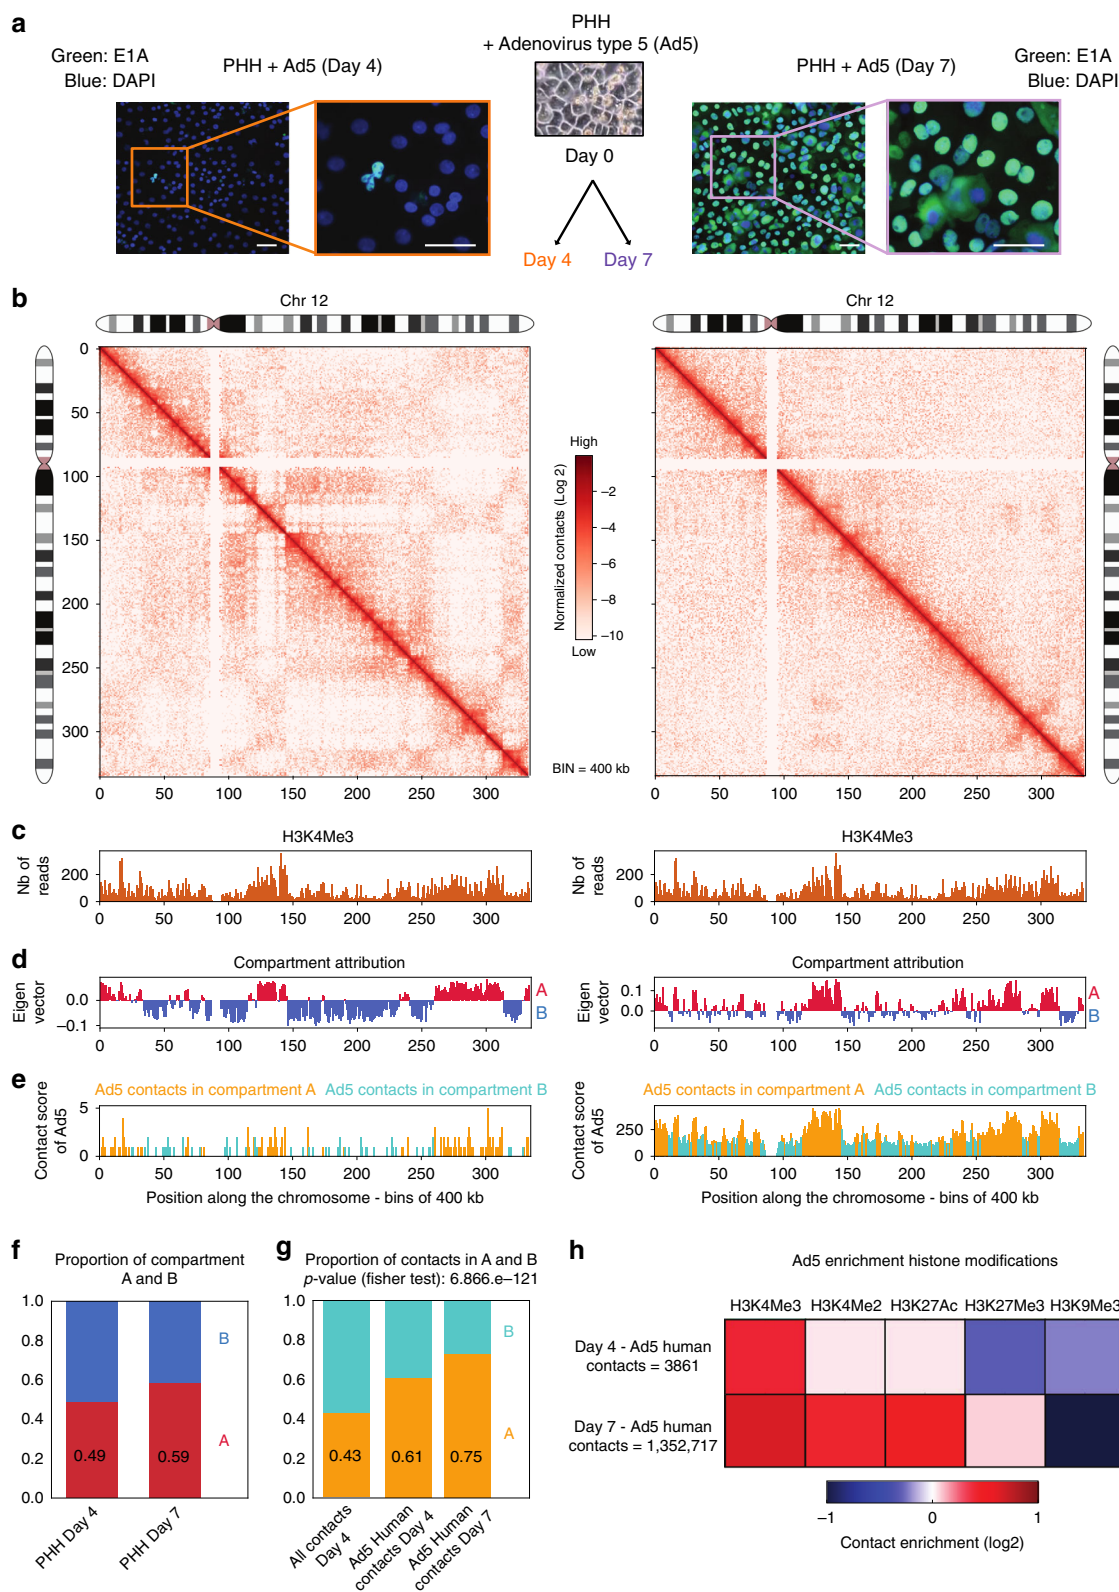 a
PHH
+ Adenovirus type 5 (Ad5)
Green: E1A
Blue: DAPI
PHH + Ad5 (Day 4)
PHH + Ad5 (Day 7)
Green: E1A
Blue: DAPI
Day 0
Day 4
Day 7
b
Chr 12
Chr 12
0
50
100
150
200
250
300
0 50 100 150 200 250 300
High
Normalized contacts (Log 2)
−2
−4
−6
−8
−10
Low
BIN = 400 kb
0 50 100 150 200 250 300
c
H3K4Me3
Nb of reads
200
0
0 50 100 150 200 250 300
H3K4Me3
Nb of reads
200
0
0 50 100 150 200 250 300
d
Compartment attribution
Eigen vector
0.0
−0.1
A
B
0 50 100 150 200 250 300
Compartment attribution
Eigen vector
0.1
0.0
A
B
0 50 100 150 200 250 300
e
Ad5 contacts in compartment A Ad5 contacts in compartment B
Contact score of Ad5
5
0
0 50 100 150 200 250 300
Position along the chromosome - bins of 400 kb
Ad5 contacts in compartment A Ad5 contacts in compartment B
Contact score of Ad5
250
0
0 50 100 150 200 250 300
Position along the chromosome - bins of 400 kb
f
Proportion of compartment
A and B
1.0
0.8
0.6
0.4
0.2
0.0
B
A
0.49
0.59
PHH Day 4
PHH Day 7
g
Proportion of contacts in A and B
p-value (fisher test): 6.866.e−121
1.0
0.8
0.6
0.4
0.2
0.0
B
A
0.43
0.61
0.75
All contacts
Day 4
Ad5 Human
contacts Day 4
Ad5 Human
contacts Day 7
h
Ad5 enrichment histone modifications
H3K4Me3 H3K4Me2 H3K27Ac H3K27Me3 H3K9Me3
Day 4 - Ad5 human
contacts = 3861
Day 7 - Ad5 human
contacts = 1,352,717
−1 0 1
Contact enrichment (log2)